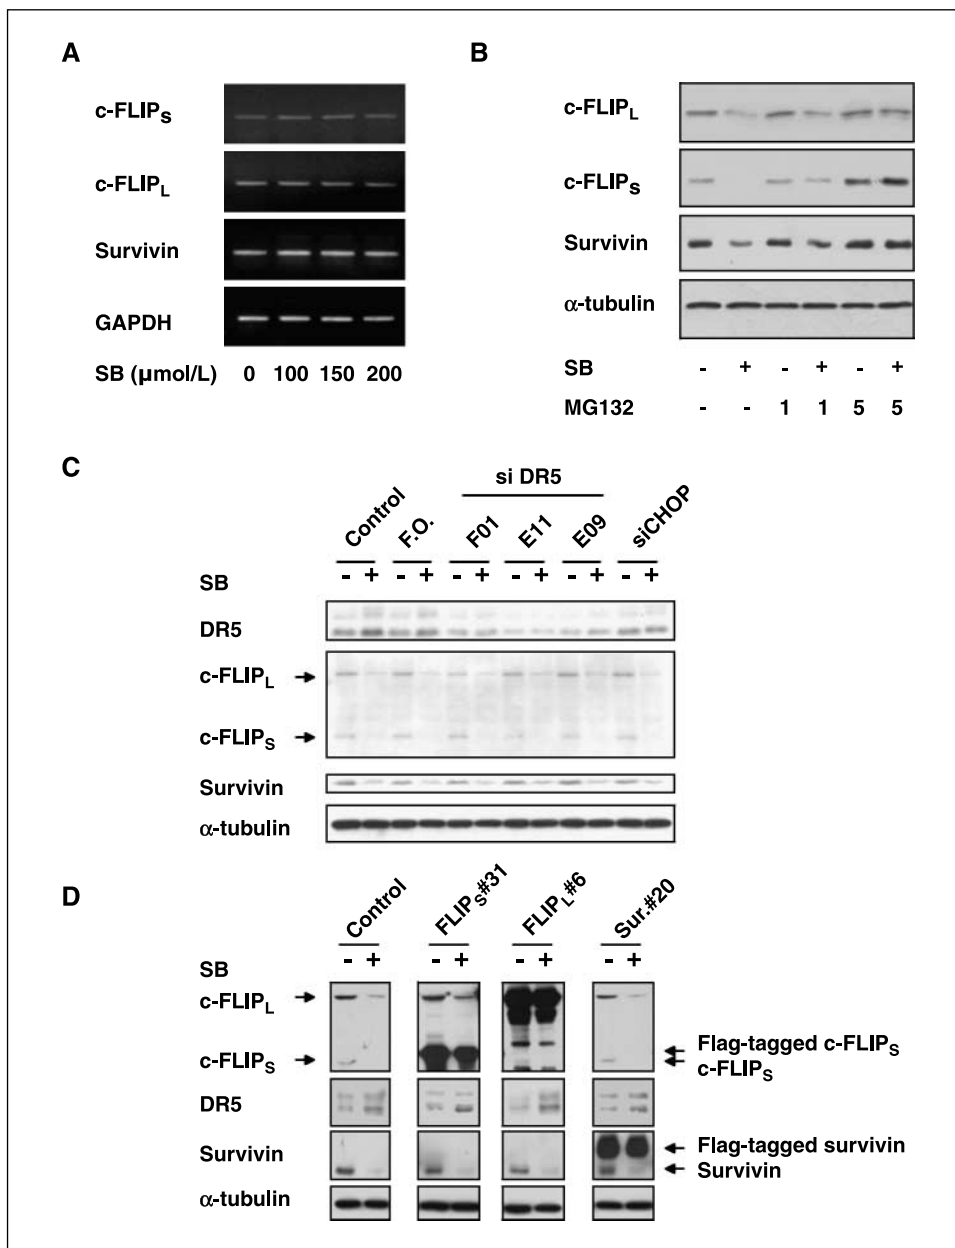 A
c-FLIPS
c-FLIPL
Survivin
GAPDH
SB (µmol/L) 0 100 150 200
B
c-FLIPL
c-FLIPS
Survivin
α-tubulin
SB - + - + - +
MG132 - - 1 1 5 5
C
si DR5
Control F.O. F01 E11 E09 siCHOP
SB - + - + - + - + - + - +
DR5
c-FLIPL
c-FLIPS
Survivin
α-tubulin
D
Control FLIPS#31 FLIPL#6 Sur.#20
SB - + - + - + - +
c-FLIPL
c-FLIPS
Flag-tagged c-FLIPS
c-FLIPS
DR5
Survivin
Flag-tagged survivin
Survivin
α-tubulin